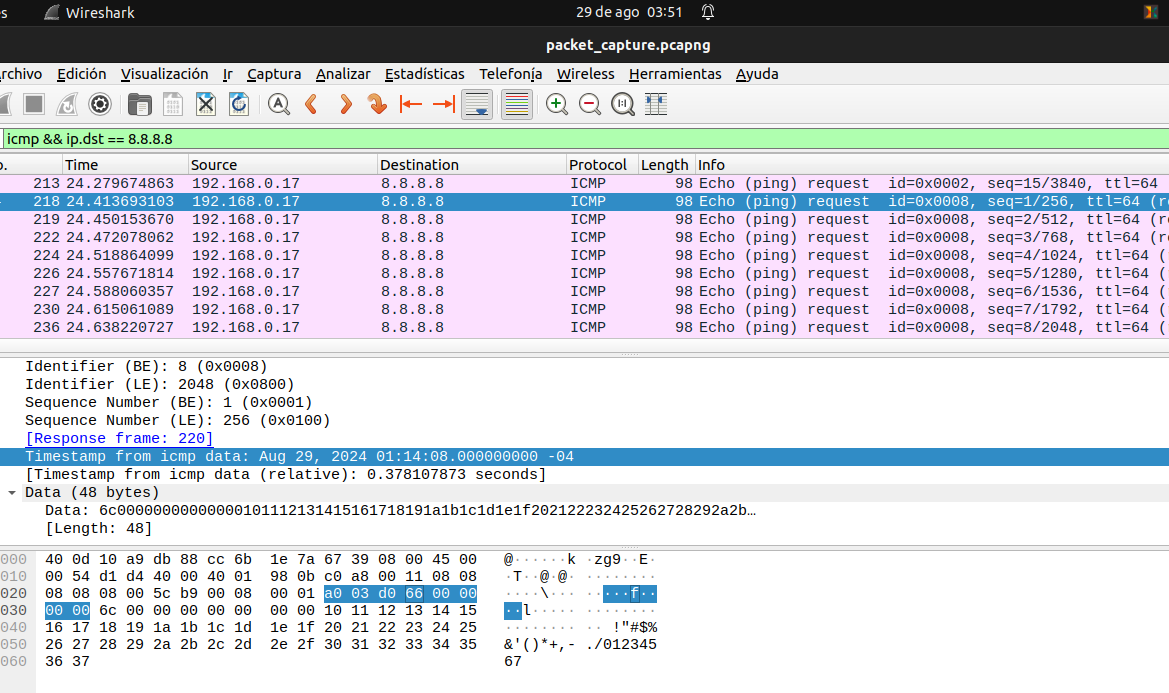 s Wireshark 29 de ago 03:51
packet_capture.pcapng
rchivo Edición Visualización Ir Captura Analizar Estadísticas Telefonía Wireless Herramientas Ayuda
icmp && ip.dst == 8.8.8.8
o. Time Source Destination Protocol Length Info
213 24.279674863 192.168.0.17 8.8.8.8 ICMP 98 Echo (ping) request id=0x0002, seq=15/3840, ttl=64
218 24.413693103 192.168.0.17 8.8.8.8 ICMP 98 Echo (ping) request id=0x0008, seq=1/256, ttl=64 (re
219 24.450153670 192.168.0.17 8.8.8.8 ICMP 98 Echo (ping) request id=0x0008, seq=2/512, ttl=64 (re
222 24.472078062 192.168.0.17 8.8.8.8 ICMP 98 Echo (ping) request id=0x0008, seq=3/768, ttl=64 (re
224 24.518864099 192.168.0.17 8.8.8.8 ICMP 98 Echo (ping) request id=0x0008, seq=4/1024, ttl=64 (
226 24.557671814 192.168.0.17 8.8.8.8 ICMP 98 Echo (ping) request id=0x0008, seq=5/1280, ttl=64 (
227 24.588060357 192.168.0.17 8.8.8.8 ICMP 98 Echo (ping) request id=0x0008, seq=6/1536, ttl=64 (
230 24.615061089 192.168.0.17 8.8.8.8 ICMP 98 Echo (ping) request id=0x0008, seq=7/1792, ttl=64 (
236 24.638220727 192.168.0.17 8.8.8.8 ICMP 98 Echo (ping) request id=0x0008, seq=8/2048, ttl=64 (
Identifier (BE): 8 (0x0008)
Identifier (LE): 2048 (0x0800)
Sequence Number (BE): 1 (0x0001)
Sequence Number (LE): 256 (0x0100)
[Response frame: 220]
Timestamp from icmp data: Aug 29, 2024 01:14:08.000000000 -04
[Timestamp from icmp data (relative): 0.378107873 seconds]
Data (48 bytes)
Data: 6c00000000000000101112131415161718191a1b1c1d1e1f202122232425262728292a2b…
[Length: 48]
000 40 0d 10 a9 db 88 cc 6b 1e 7a 67 39 08 00 45 00 @······k ·zg9··E·
010 00 54 d1 d4 40 00 40 01 98 0b c0 a8 00 11 08 08 ·T··@·@· ········
020 08 08 08 00 5c b9 00 08 00 01 a0 03 d0 66 00 00 ····\··· ·····f··
030 00 00 6c 00 00 00 00 00 00 00 10 11 12 13 14 15 ··l····· ········
040 16 17 18 19 1a 1b 1c 1d 1e 1f 20 21 22 23 24 25 ········ ·· !"#$%
050 26 27 28 29 2a 2b 2c 2d 2e 2f 30 31 32 33 34 35 &'()*+,- ./012345
060 36 37 67